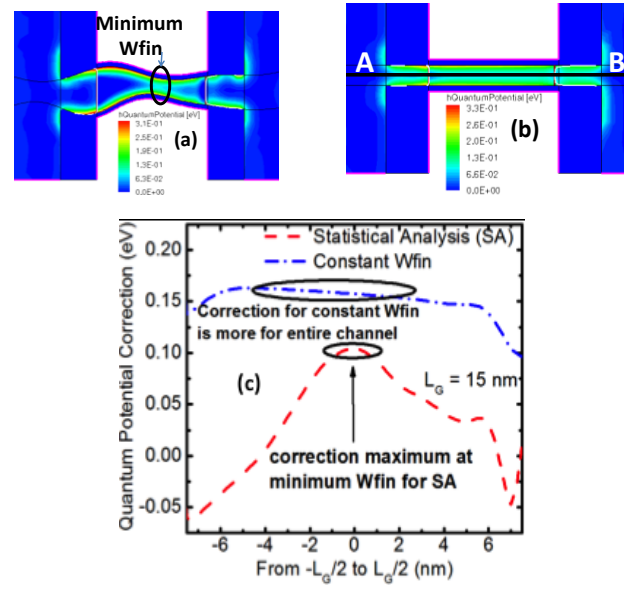 Minimum
Wfin
hQuantumPotential [eV]
3.1E-01
2.5E-01
1.9E-01
1.3E-01
6.3E-02
0.0E+00
(a)
A
B
hQuantumPotential [eV]
3.3E-01
2.6E-01
2.0E-01
1.3E-01
6.6E-02
0.0E+00
(b)
Quantum Potential Correction (eV)
0.20
0.15
0.10
0.05
0.00
-0.05
Statistical Analysis (SA)
Constant Wfin
Correction for constant Wfin
is more for entire channel
(c)
L_G = 15 nm
correction maximum at
minimum Wfin for SA
-6 -4 -2 0 2 4 6
From -L_G/2 to L_G/2 (nm)